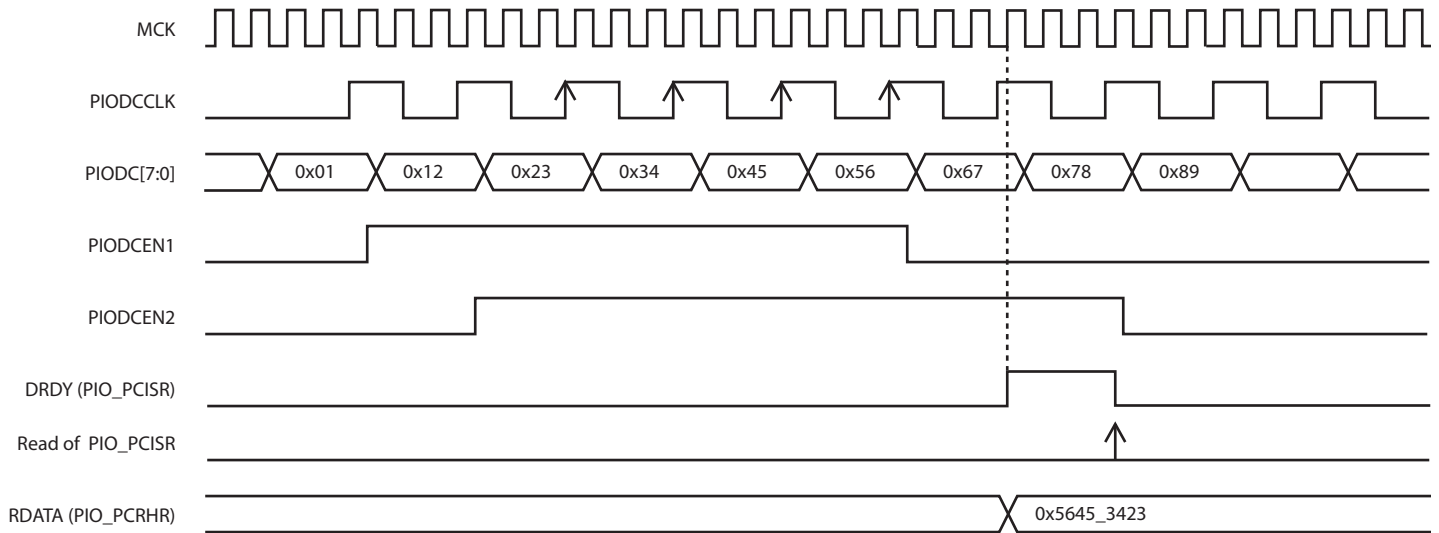 MCK
PIODCCLK
PIODC[7:0] 0x01 0x12 0x23 0x34 0x45 0x56 0x67 0x78 0x89
PIODCEN1
PIODCEN2
DRDY (PIO_PCISR)
Read of PIO_PCISR
RDATA (PIO_PCRHR) 0x5645_3423